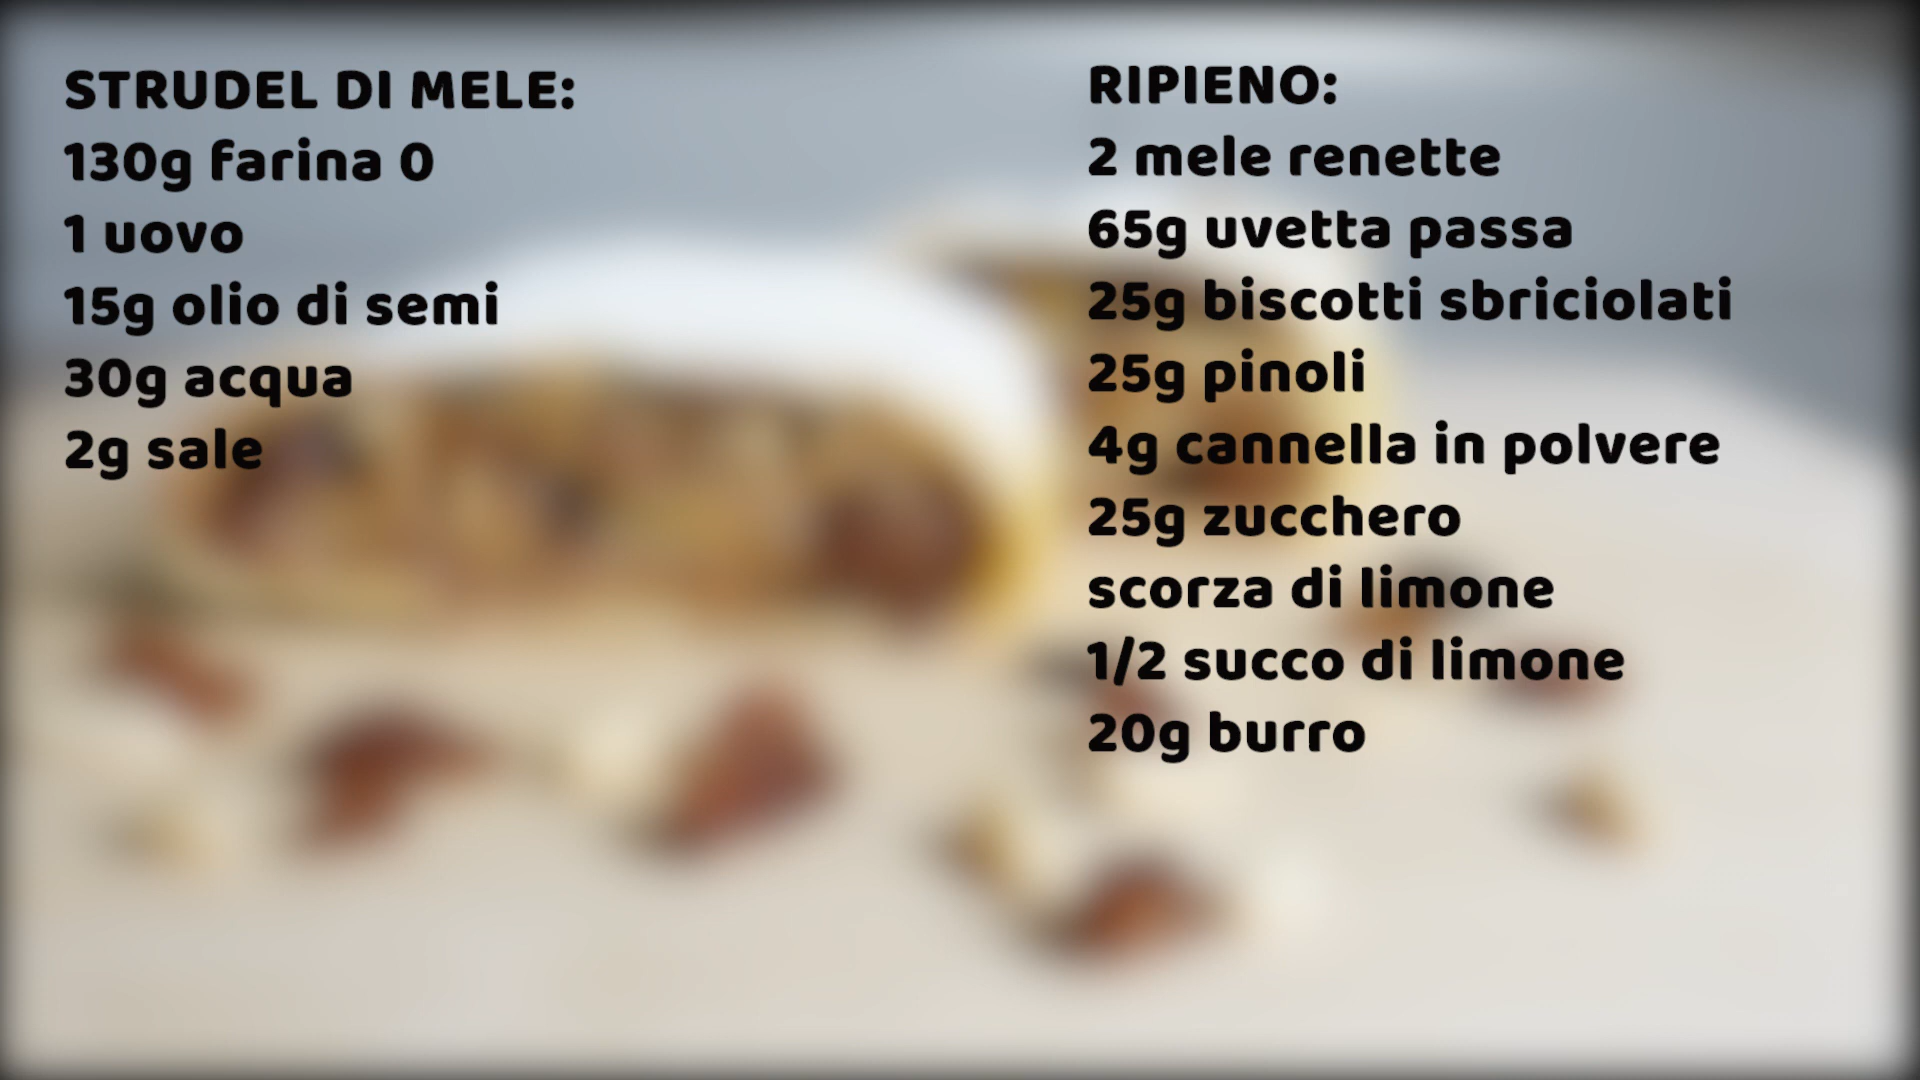 STRUDEL DI MELE:
130g farina 0
1 uovo
15g olio di semi
30g acqua
2g sale
RIPIENO:
2 mele renette
65g uvetta passa
25g biscotti sbriciolati
25g pinoli
4g cannella in polvere
25g zucchero
scorza di limone
1/2 succo di limone
20g burro